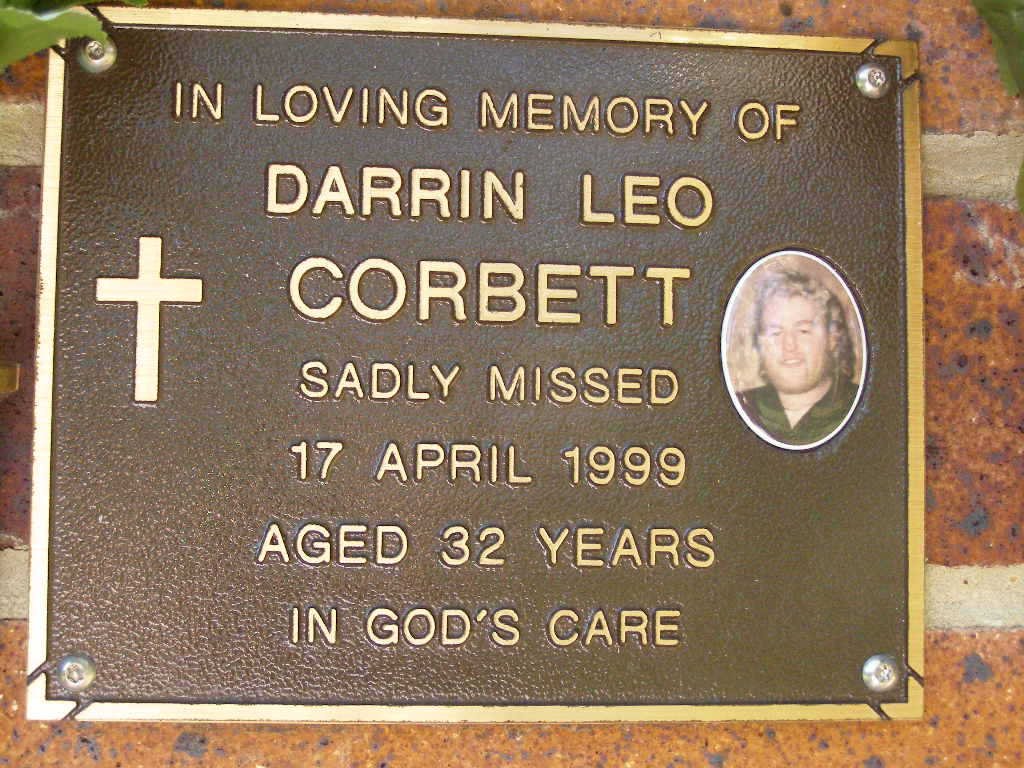 IN LOVING MEMORY OF
DARRIN LEO
CORBETT
SADLY MISSED
17 APRIL 1999
AGED 32 YEARS
IN GOD'S CARE